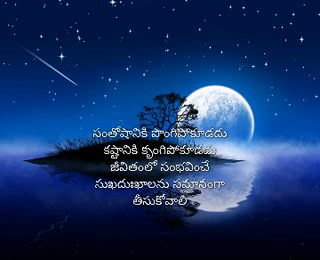 సంతోషానికి పొంగిపోకూడదు
కష్టానికి కృంగిపోకూడదు
జీవితంలో సంభవించే
సుఖదుఃఖాలను సమానంగా
తీసుకోవాలి